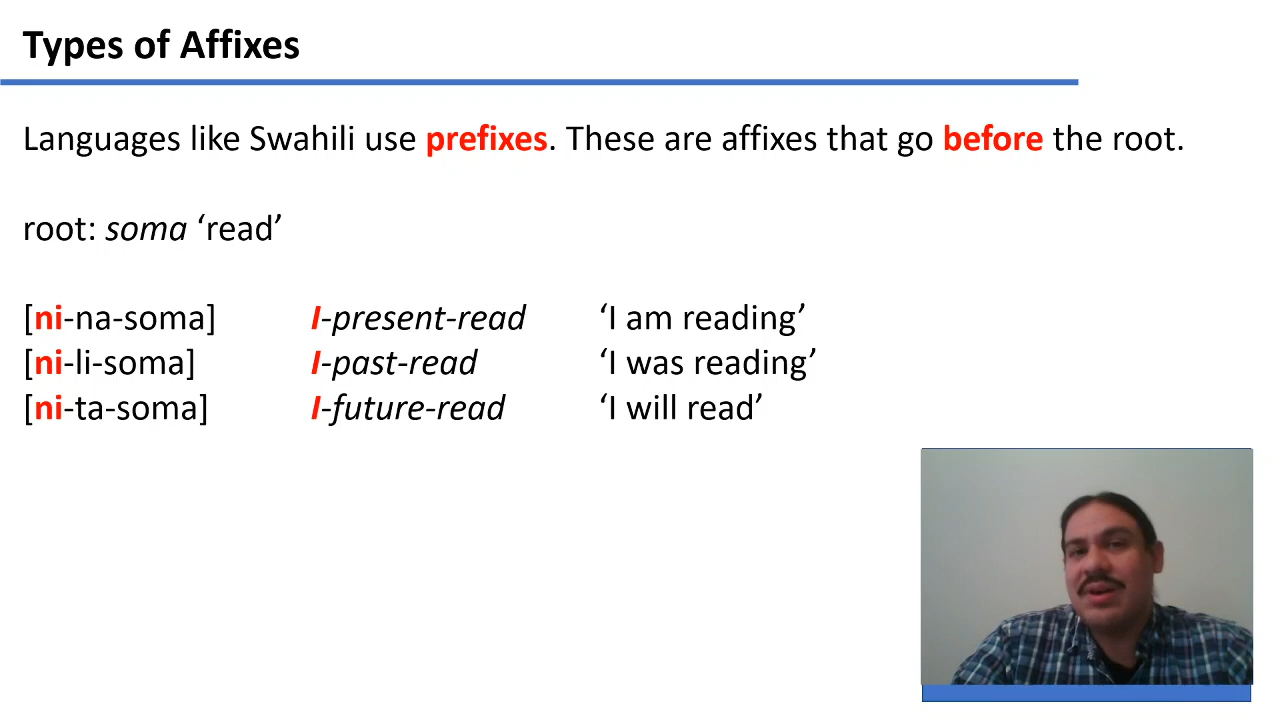 Types of Affixes
Languages like Swahili use prefixes. These are affixes that go before the root.
root: soma ‘read’
[ni-na-soma] I-present-read ‘I am reading’
[ni-li-soma] I-past-read ‘I was reading’
[ni-ta-soma] I-future-read ‘I will read’